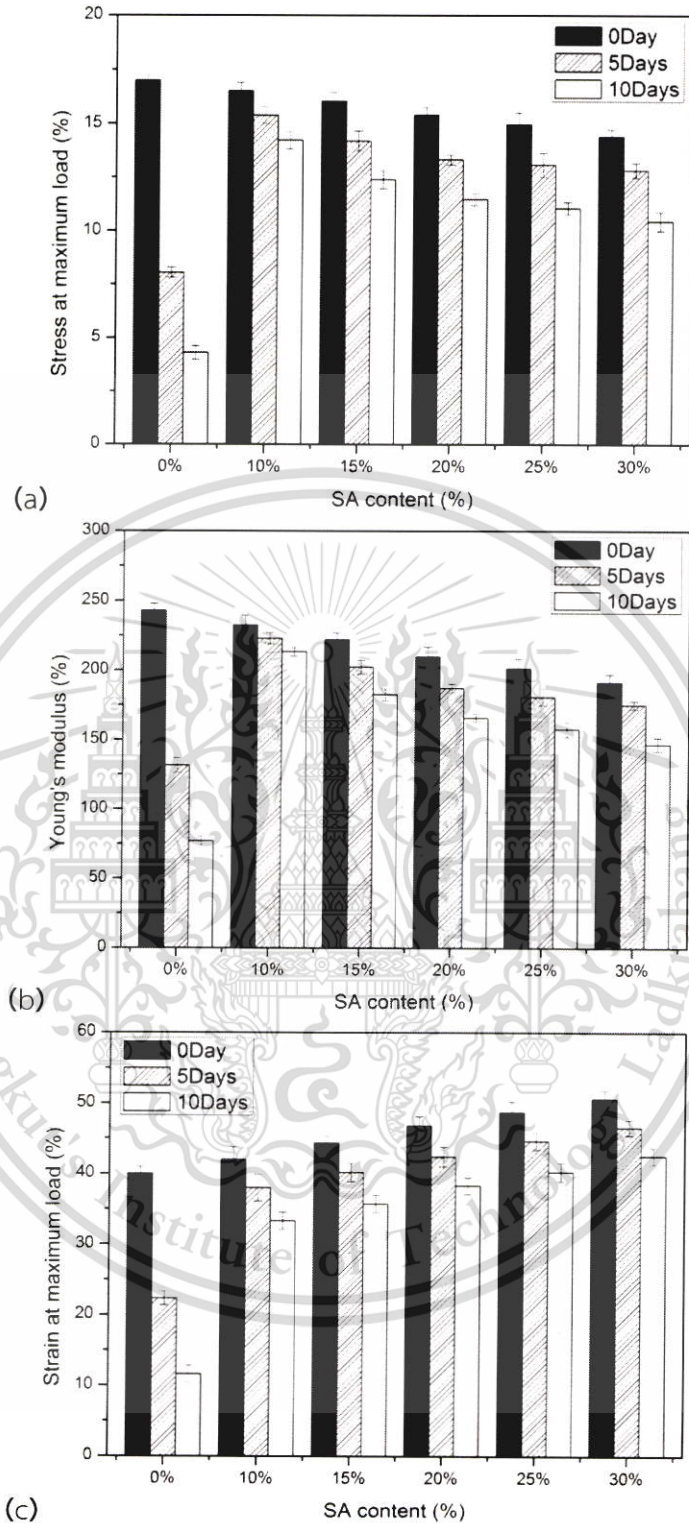 20
15
10
5
0
Stress at maximum load (%)
0Day
5Days
10Days
0% 10% 15% 20% 25% 30%
SA content (%)
(a)
300
250
200
150
100
50
0
Young's modulus (%)
0Day
5Days
10Days
0% 10% 15% 20% 25% 30%
SA content (%)
(b)
60
50
40
30
20
10
0
Strain at maximum load (%)
0Day
5Days
10Days
0% 10% 15% 20% 25% 30%
SA content (%)
(c)
Institute of Technology